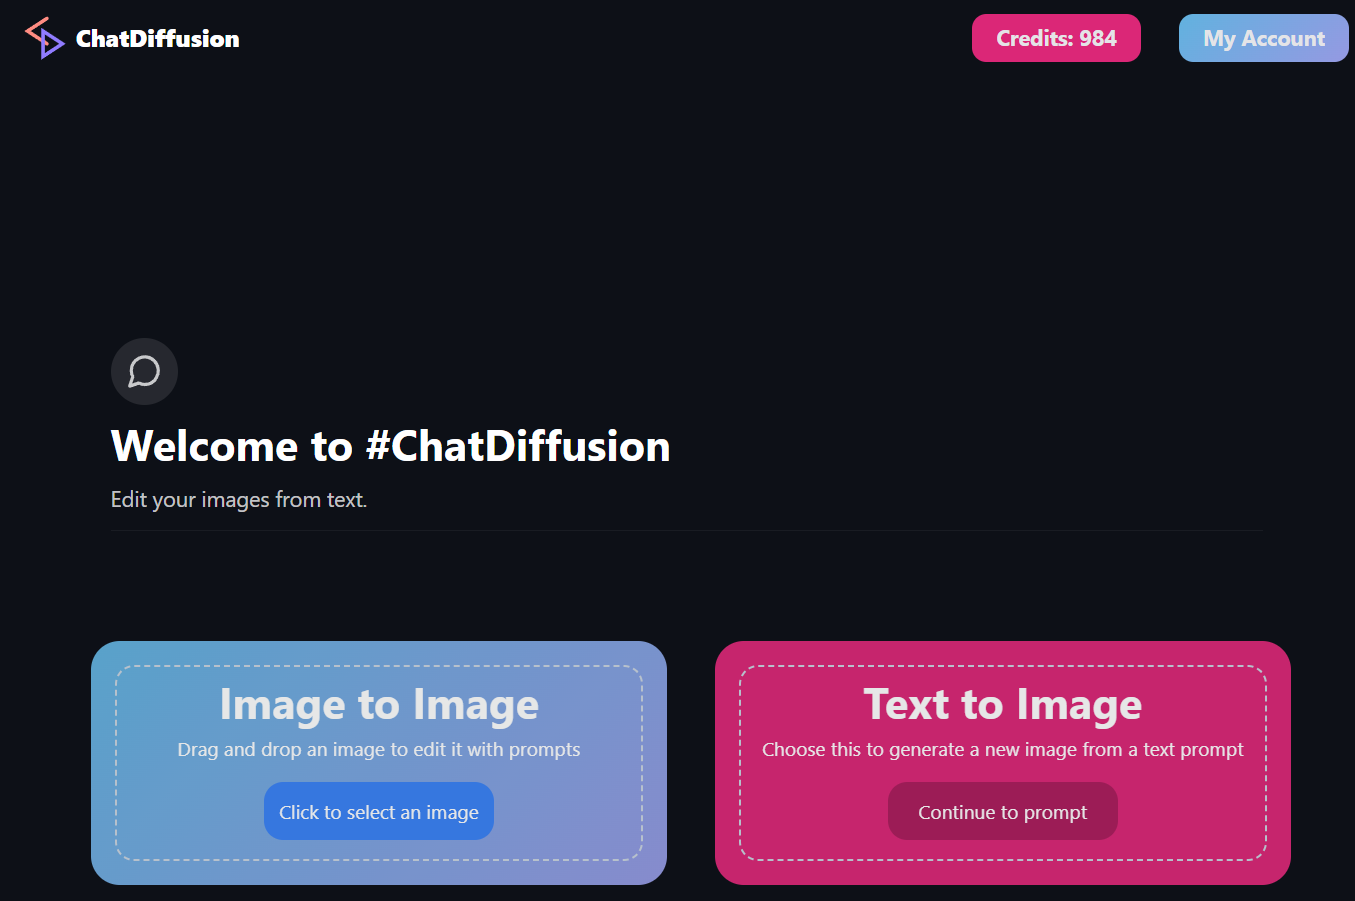 ChatDiffusion
Credits: 984
My Account
Welcome to #ChatDiffusion
Edit your images from text.
Image to Image
Drag and drop an image to edit it with prompts
Click to select an image
Text to Image
Choose this to generate a new image from a text prompt
Continue to prompt